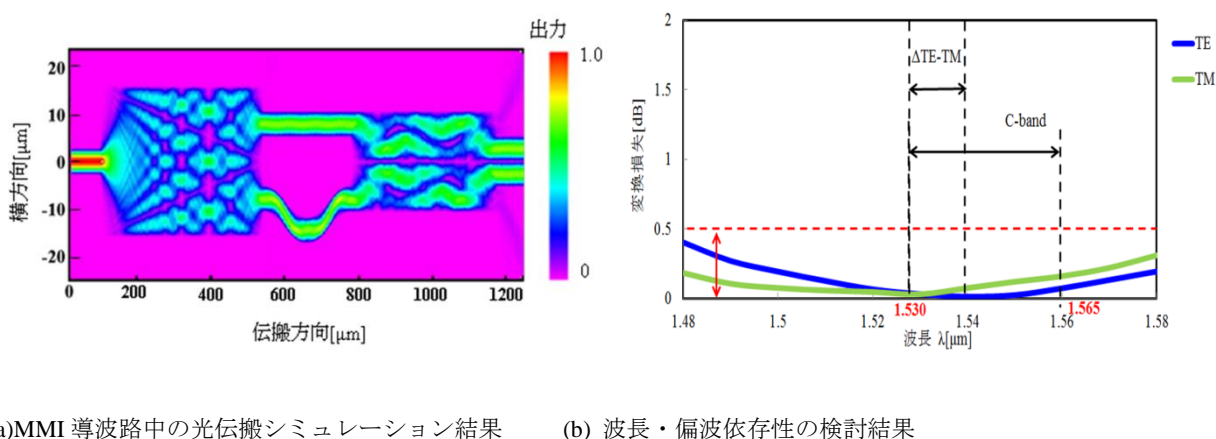 出力
1.0
0
20
10
0
-10
-20
横方向[μm]
0 200 400 600 800 1000 1200
伝搬方向[μm]
2
1.5
1
0.5
0
変換損失[dB]
ΔTE-TM
C-band
TE
TM
1.530
1.565
1.48 1.5 1.52 1.54 1.56 1.58
波長 λ[μm]
a)MMI 導波路中の光伝搬シミュレーション結果
(b) 波長・偏波依存性の検討結果